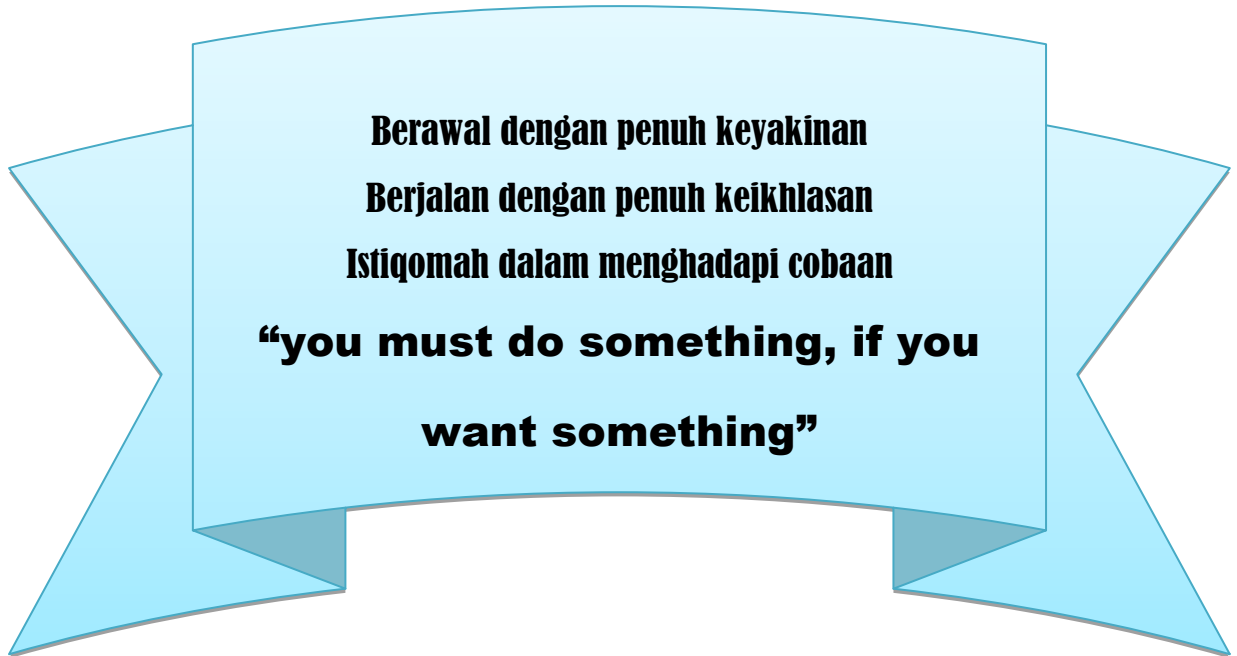 Berawal dengan penuh keyakinan
Berjalan dengan penuh keikhlasan
Istiqomah dalam menghadapi cobaan
“you must do something, if you
want something”